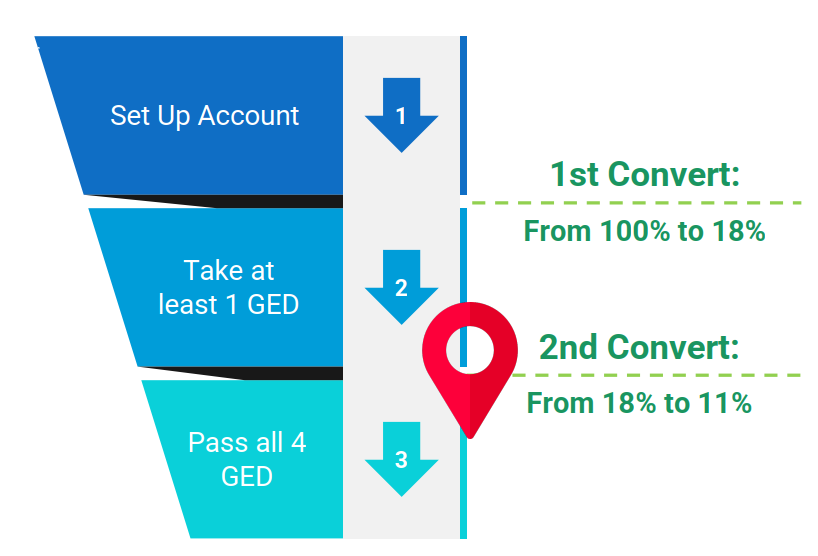 Set Up Account
1
1st Convert:
From 100% to 18%
Take at
least 1 GED
2
2nd Convert:
From 18% to 11%
Pass all 4
GED
3